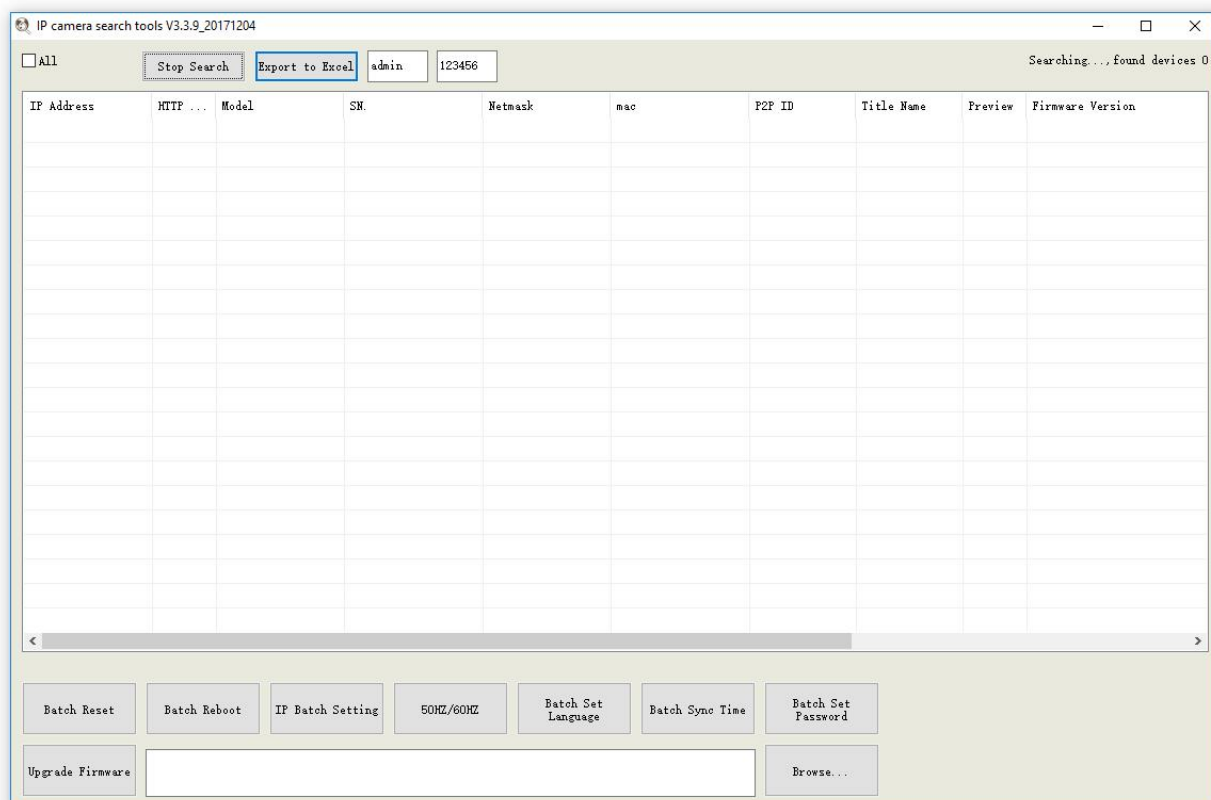 IP camera search tools V3.3.9_20171204
All
Stop Search
Export to Excel
admin
123456
Searching...,found devices 0
IP Address
HTTP ...
Model
SN.
Netmask
mac
P2P ID
Title Name
Preview
Firmware Version
Batch Reset
Batch Reboot
IP Batch Setting
50HZ/60HZ
Batch Set
Language
Batch Sync Time
Batch Set
Password
Upgrade Firmware
Browse...